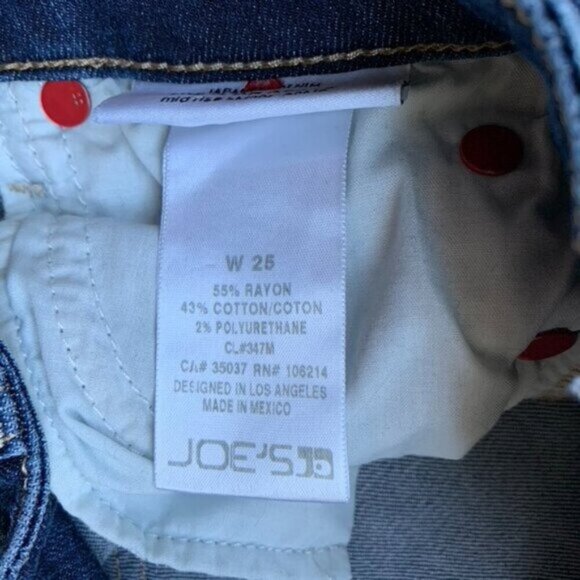 W 25
55% RAYON
43% COTTON/COTON
2% POLYURETHANE
CL#347M
CA# 35037 RN# 106214
DESIGNED IN LOS ANGELES
MADE IN MEXICO
JOE'S